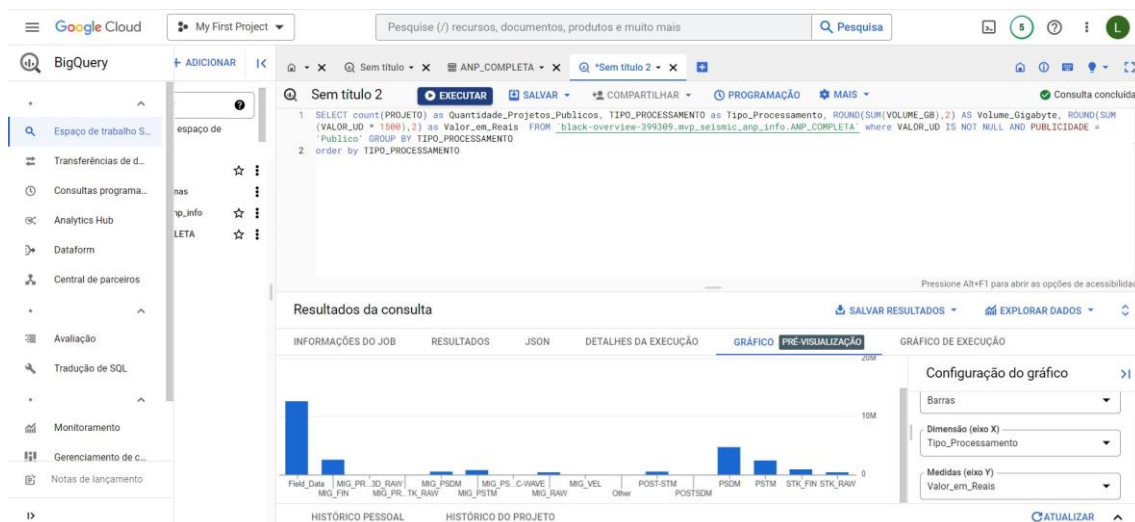 Google Cloud
My First Project
Pesquise (/) recursos, documentos, produtos e muito mais
Pesquisa
5
L
BigQuery
+ ADICIONAR
Sem título
ANP_COMPLETA
*Sem título 2
Espaço de trabalho S...
Transferências de d...
Consultas programa...
Analytics Hub
Dataform
Central de parceiros
Avaliação
Tradução de SQL
Monitoramento
Gerenciamento de c...
Notas de lançamento
espaço de
nas
np_info
LETA
Sem título 2
EXECUTAR
SALVAR
COMPARTILHAR
PROGRAMAÇÃO
MAIS
Consulta concluída
1 SELECT count(PROJETO) as Quantidade_Projetos_Publicos, TIPO_PROCESSAMENTO as Tipo_Processamento, ROUND(SUM(VOLUME_GB),2) AS Volume_Gigabyte, ROUND(SUM
(VALOR_UD * 1500),2) as Valor_em_Reais FROM `black-overview-399309.mvp_seismic_anp_info.ANP_COMPLETA` where VALOR_UD IS NOT NULL AND PUBLICIDADE =
'Publico' GROUP BY TIPO_PROCESSAMENTO
2 order by TIPO_PROCESSAMENTO
Pressione Alt+F1 para abrir as opções de acessibilidad
Resultados da consulta
SALVAR RESULTADOS
EXPLORAR DADOS
INFORMAÇÕES DO JOB
RESULTADOS
JSON
DETALHES DA EXECUÇÃO
GRÁFICO PRÉ-VISUALIZAÇÃO
GRÁFICO DE EXECUÇÃO
20M
10M
0
Field_Data
MIG_FIN
MIG_PR...3D_RAW
MIG_PR...TK_RAW
MIG_PSDM
MIG_PSTM
MIG_PS...C-WAVE
MIG_RAW
MIG_VEL
Other
POST-STM
POSTSDM
PSDM
PSTM
STK_FIN
STK_RAW
Configuração do gráfico
Barras
Dimensão (eixo X)
Tipo_Processamento
Medidas (eixo Y)
Valor_em_Reais
HISTÓRICO PESSOAL
HISTÓRICO DO PROJETO
ATUALIZAR